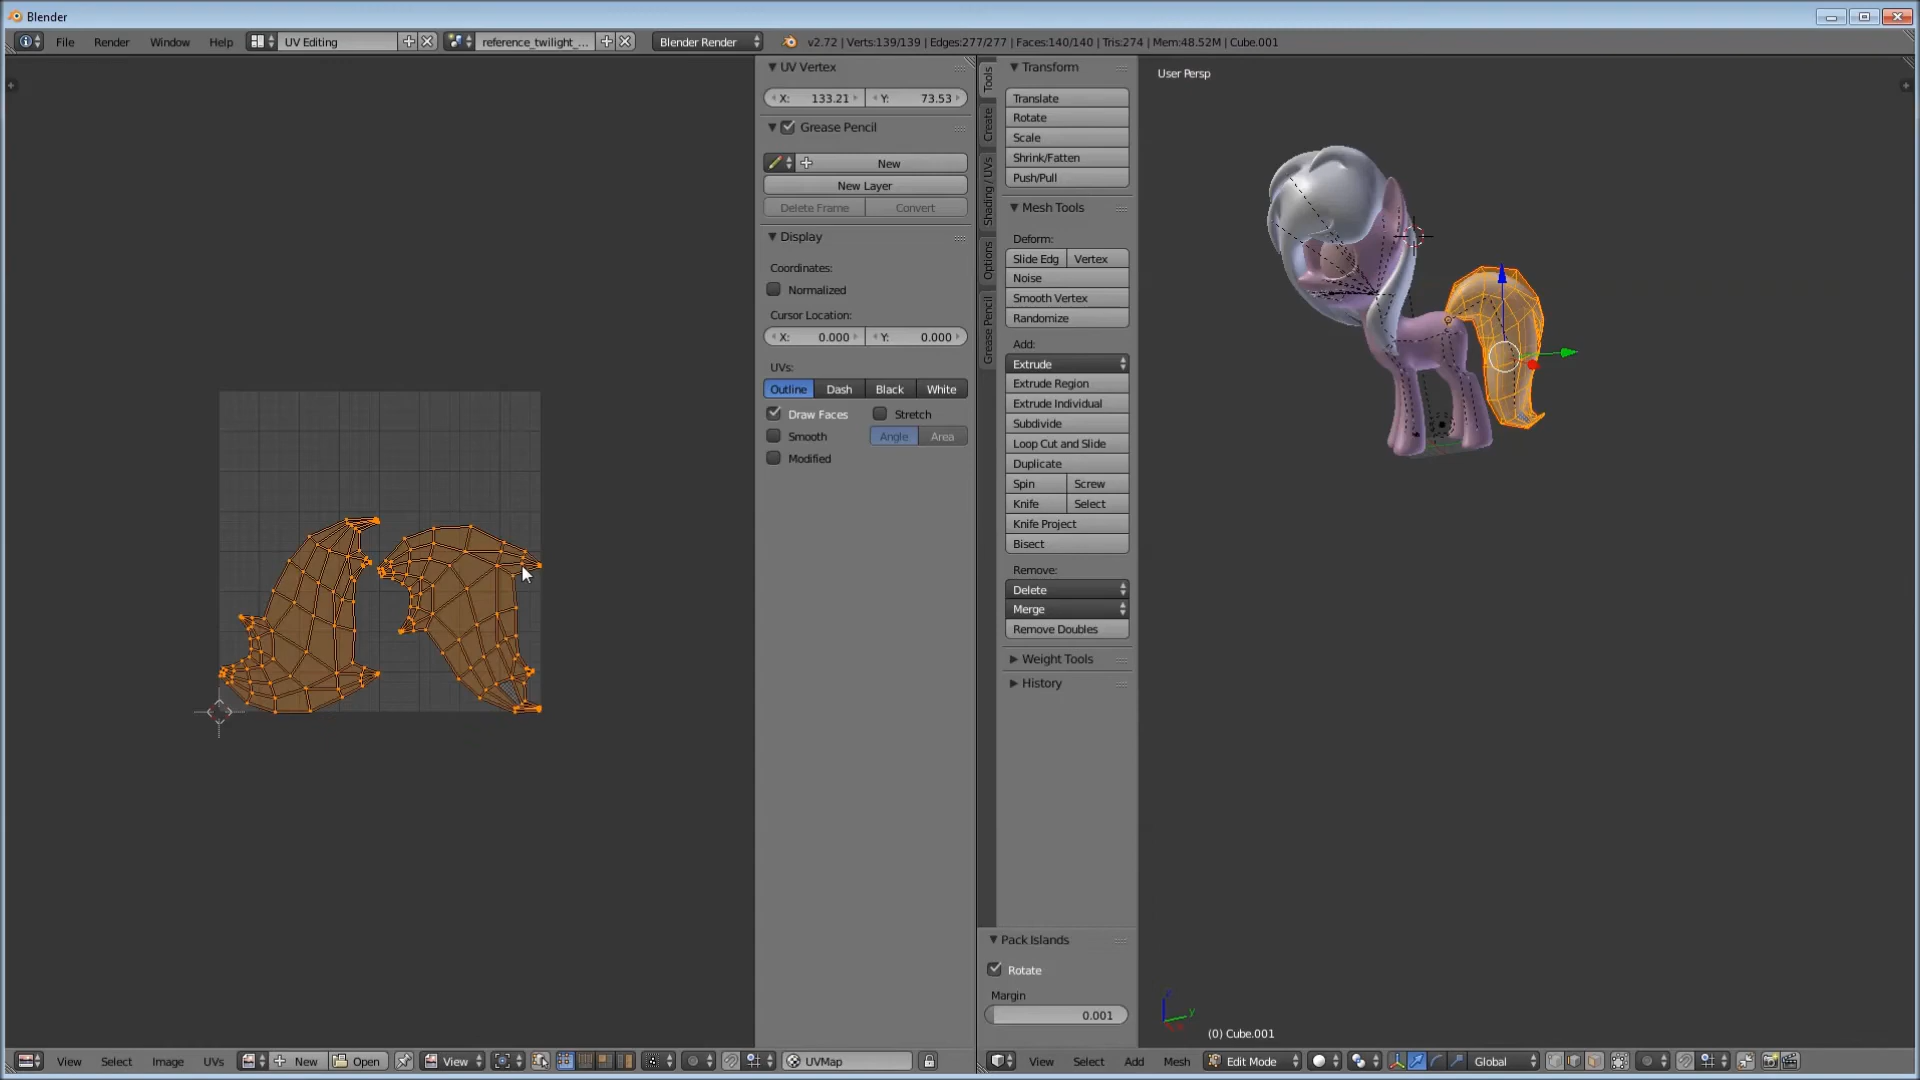 Blender
File Render Window Help UV Editing reference_twilight_... Blender Render v2.72 | Verts:139/139 | Edges:277/277 | Faces:140/140 | Tris:274 | Mem:48.52M | Cube.001
UV Vertex
X: 133.21 Y: 73.53
Grease Pencil
New
New Layer
Delete Frame Convert
Display
Coordinates:
Normalized
Cursor Location:
X: 0.000 Y: 0.000
UVs:
Outline Dash Black White
Draw Faces Stretch
Smooth Angle Area
Modified
Tools
Create
Shading / UVs
Options
Grease Pencil
Transform
Translate
Rotate
Scale
Shrink/Fatten
Push/Pull
Mesh Tools
Deform:
Slide Edg Vertex
Noise
Smooth Vertex
Randomize
Add:
Extrude
Extrude Region
Extrude Individual
Subdivide
Loop Cut and Slide
Duplicate
Spin Screw
Knife Select
Knife Project
Bisect
Remove:
Delete
Merge
Remove Doubles
Weight Tools
History
Pack Islands
Rotate
Margin
0.001
User Persp
(0) Cube.001
View Select Image UVs New Open View UVMap
View Select Add Mesh Edit Mode Global